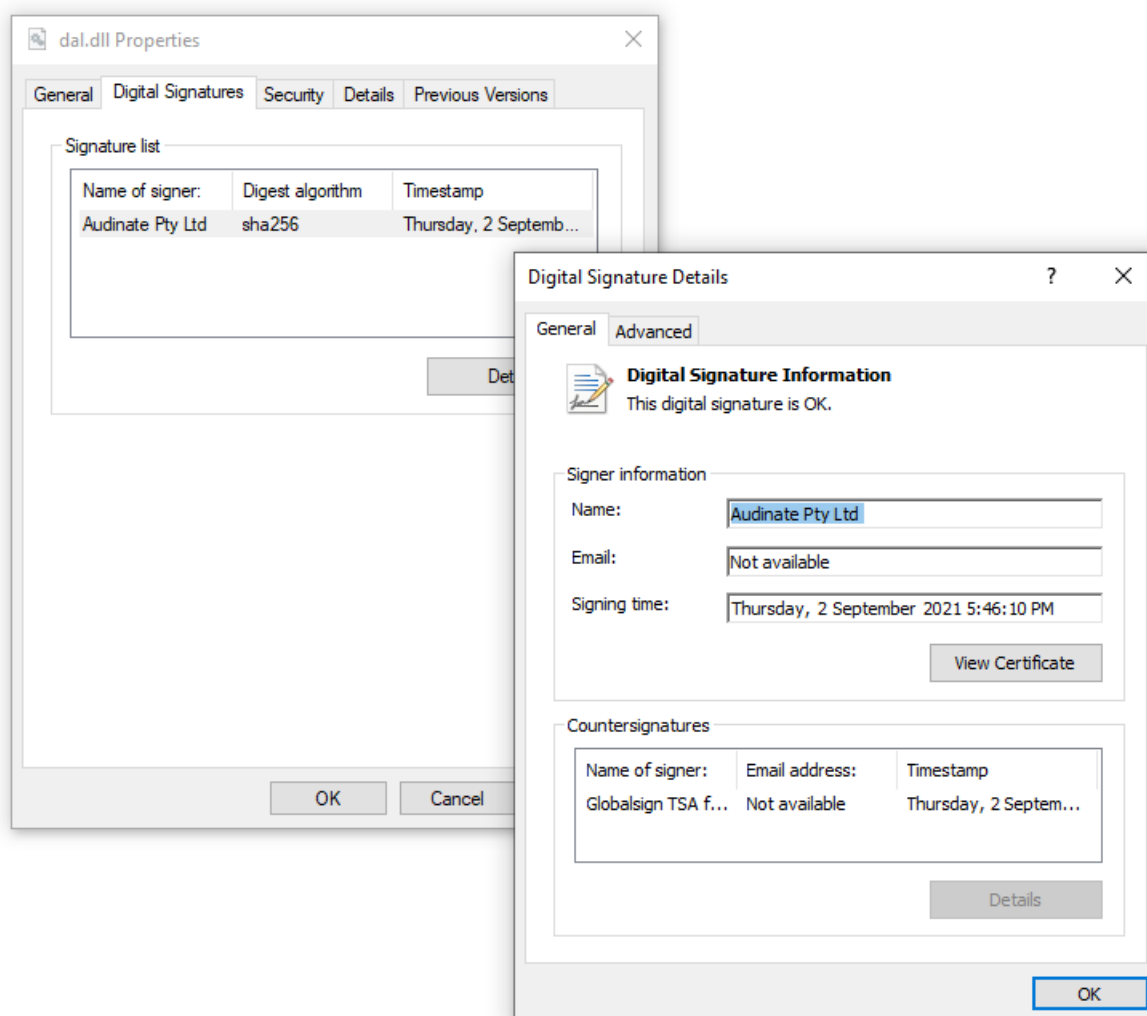 dal.dll Properties
General Digital Signatures Security Details Previous Versions
Signature list
Name of signer: Digest algorithm Timestamp
Audinate Pty Ltd sha256 Thursday, 2 Septemb...
Det
OK Cancel
Digital Signature Details ?
General Advanced
Digital Signature Information
This digital signature is OK.
Signer information
Name: Audinate Pty Ltd
Email: Not available
Signing time: Thursday, 2 September 2021 5:46:10 PM
View Certificate
Countersignatures
Name of signer: Email address: Timestamp
Globalsign TSA f... Not available Thursday, 2 Septem...
Details
OK